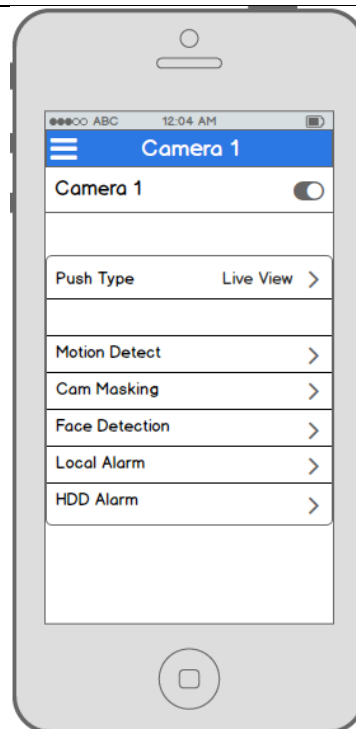 ABC 12:04 AM
Camera 1
Camera 1
Push Type Live View
Motion Detect
Cam Masking
Face Detection
Local Alarm
HDD Alarm